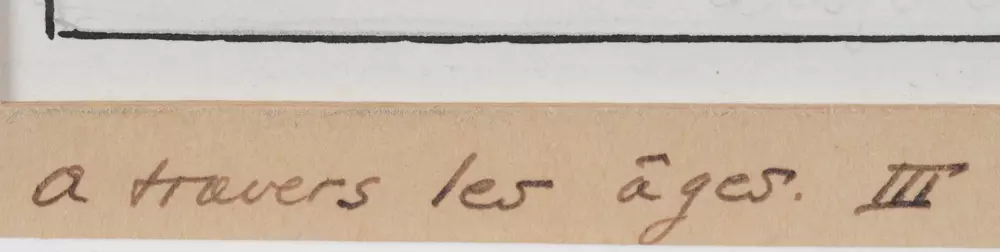 a travers les âges. III